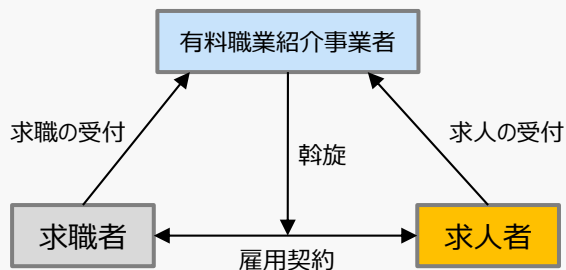 有料職業紹介事業者
求職の受付
求人の受付
斡旋
求職者
求人者
雇用契約